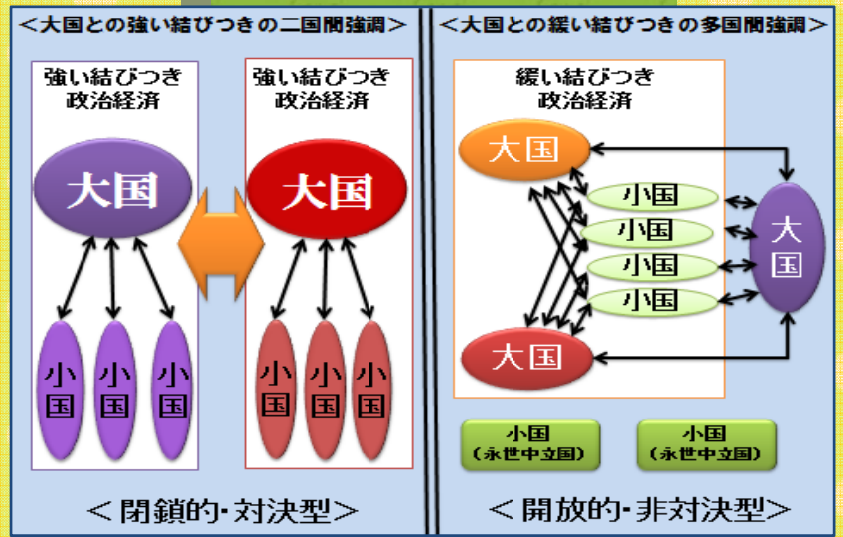 <大国との強い結びつきの二国間強調>
強い結びつき
政治経済
大国
小国
小国
小国
強い結びつき
政治経済
大国
小国
小国
小国
<閉鎖的・対決型>
<大国との緩い結びつきの多国間強調>
緩い結びつき
政治経済
大国
小国
小国
小国
小国
大国
大国
小国
(永世中立国)
小国
(永世中立国)
<開放的・非対決型>